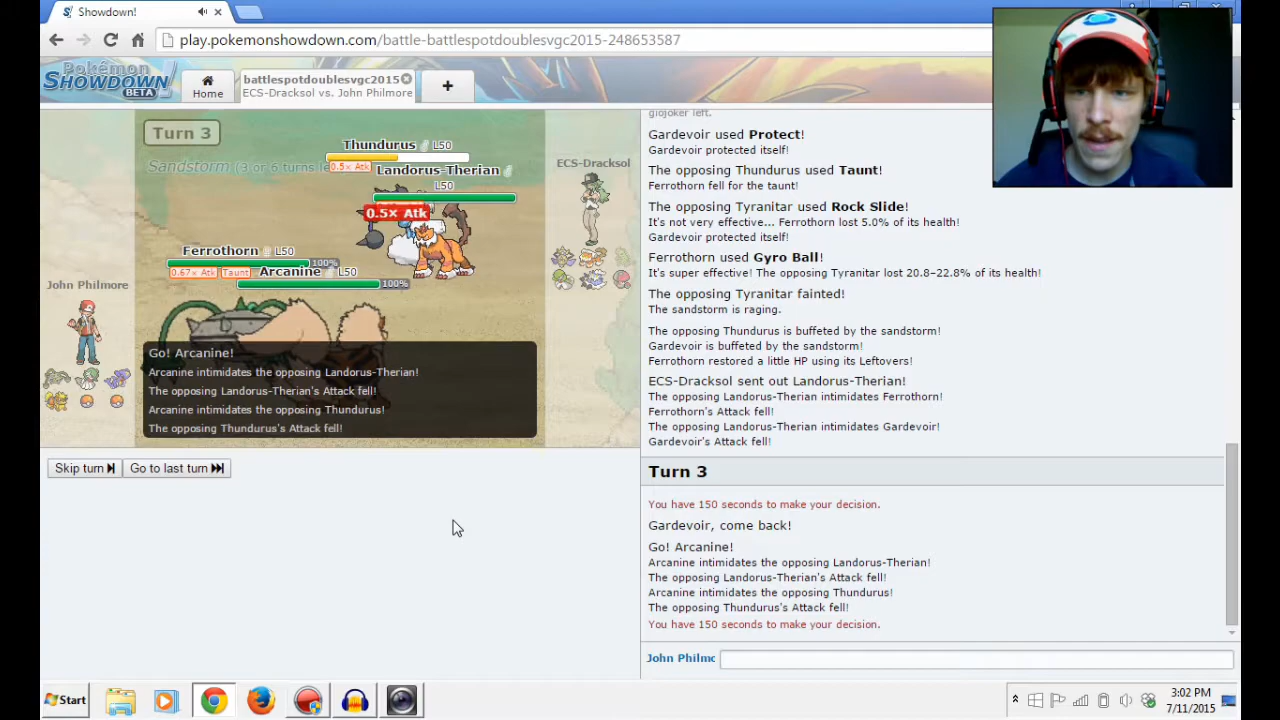 Showdown!
play.pokemonshowdown.com/battle-battlespotdoublesvgc2015-248653587
Pokémon
SHOWDOWN
BETA
Home
battlespotdoublesvgc2015
ECS-Dracksol vs. John Philmore
+
Turn 3
Thundurus L50
Sandstorm (3 or 6 turns
0.5× Atk
Landorus-Therian
L50
0.5× Atk
Ferrothorn L50
100%
0.67× Atk Taunt
Arcanine L50
100%
ECS-Dracksol
John Philmore
Go! Arcanine!
Arcanine intimidates the opposing Landorus-Therian!
The opposing Landorus-Therian's Attack fell!
Arcanine intimidates the opposing Thundurus!
The opposing Thundurus's Attack fell!
Skip turn
Go to last turn
giojoker left.
Gardevoir used Protect!
Gardevoir protected itself!
The opposing Thundurus used Taunt!
Ferrothorn fell for the taunt!
The opposing Tyranitar used Rock Slide!
It's not very effective... Ferrothorn lost 5.0% of its health!
Gardevoir protected itself!
Ferrothorn used Gyro Ball!
It's super effective! The opposing Tyranitar lost 20.8–22.8% of its health!
The opposing Tyranitar fainted!
The sandstorm is raging.
The opposing Thundurus is buffeted by the sandstorm!
Gardevoir is buffeted by the sandstorm!
Ferrothorn restored a little HP using its Leftovers!
ECS-Dracksol sent out Landorus-Therian!
The opposing Landorus-Therian intimidates Ferrothorn!
Ferrothorn's Attack fell!
The opposing Landorus-Therian intimidates Gardevoir!
Gardevoir's Attack fell!
Turn 3
You have 150 seconds to make your decision.
Gardevoir, come back!
Go! Arcanine!
Arcanine intimidates the opposing Landorus-Therian!
The opposing Landorus-Therian's Attack fell!
Arcanine intimidates the opposing Thundurus!
The opposing Thundurus's Attack fell!
You have 150 seconds to make your decision.
John Philmc
Start
3:02 PM
7/11/2015